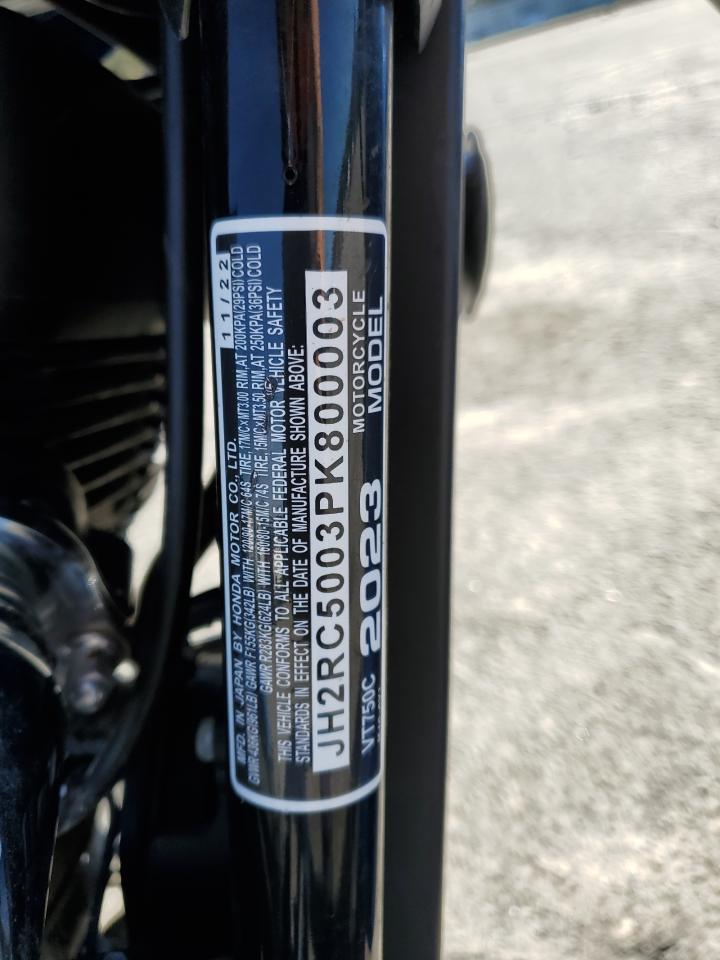 MFD. IN JAPAN BY HONDA MOTOR CO., LTD. 11/22
GVWR 436KG(961LB) GAWR F155KG(342LB) WITH 120/90-17M/C 64S TIRE,17MC×MT3.00 RIM,AT 200KPA(29PSI)COLD
GAWR R283KG(624LB) WITH 160/80-15M/C 74S TIRE,15MC×MT3.50 RIM,AT 250KPA(36PSI)COLD
THIS VEHICLE CONFORMS TO ALL APPLICABLE FEDERAL MOTOR VEHICLE SAFETY
STANDARDS IN EFFECT ON THE DATE OF MANUFACTURE SHOWN ABOVE:
JH2RC5003PK800003
MOTORCYCLE
VT750C 2023 MODEL